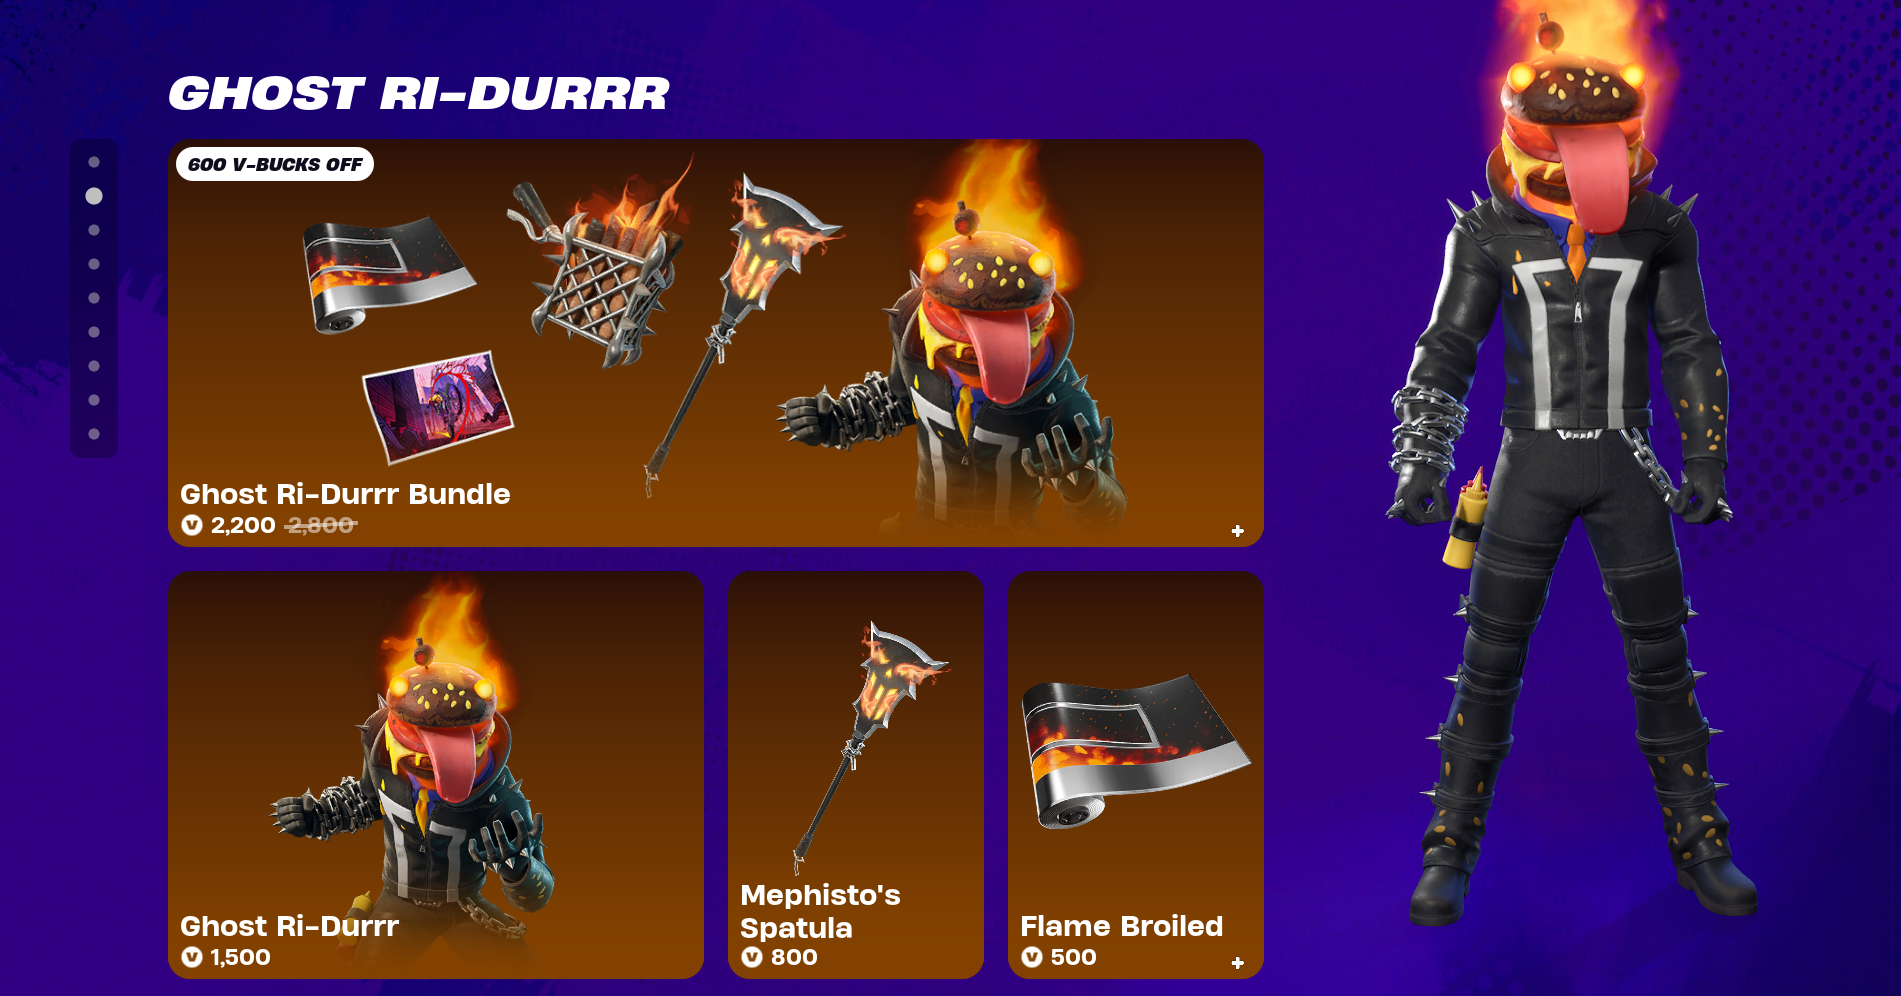 GHOST RI-DURRR
600 V-BUCKS OFF
Ghost Ri-Durrr Bundle
2,200 2,800
Ghost Ri-Durrr
1,500
Mephisto's
Spatula
800
Flame Broiled
500